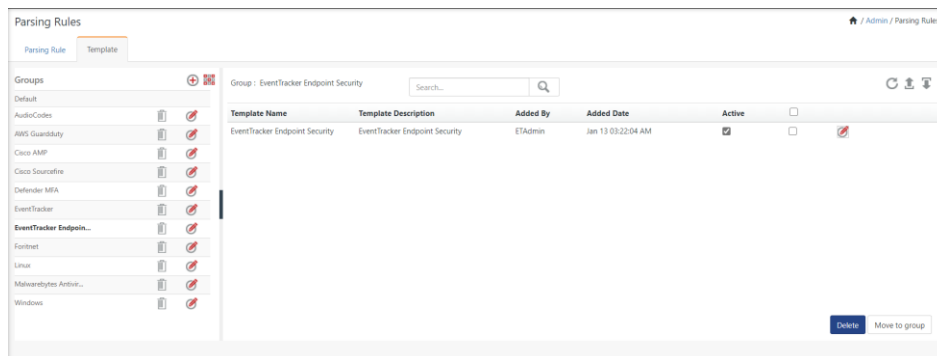 Parsing Rules
/ Admin / Parsing Rules
Parsing Rule
Template
Groups
Group : EventTracker Endpoint Security
Search...
Default
Template Name Template Description Added By Added Date Active
AudioCodes
EventTracker Endpoint Security EventTracker Endpoint Security ETAdmin Jan 13 03:22:04 AM
AWS Guardduty
Cisco AMP
Cisco Sourcefire
Defender MFA
EventTracker
EventTracker Endpoin...
Foritnet
Linux
Malwarebytes Antivir...
Windows
Delete
Move to group